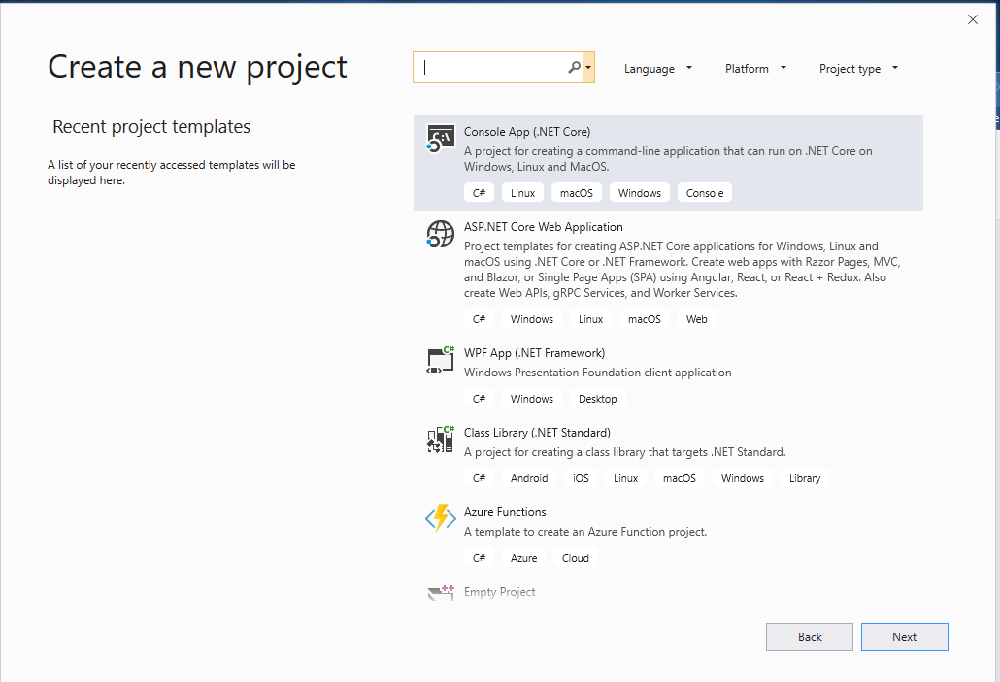 Create a new project
Language
Platform
Project type
Recent project templates
A list of your recently accessed templates will be
displayed here.
C:\
Console App (.NET Core)
A project for creating a command-line application that can run on .NET Core on
Windows, Linux and MacOS.
C# Linux macOS Windows Console
ASP.NET Core Web Application
Project templates for creating ASP.NET Core applications for Windows, Linux and
macOS using .NET Core or .NET Framework. Create web apps with Razor Pages, MVC,
and Blazor, or Single Page Apps (SPA) using Angular, React, or React + Redux. Also
create Web APIs, gRPC Services, and Worker Services.
C# Windows Linux macOS Web
C#
WPF App (.NET Framework)
Windows Presentation Foundation client application
C# Windows Desktop
C#
Class Library (.NET Standard)
A project for creating a class library that targets .NET Standard.
C# Android iOS Linux macOS Windows Library
Azure Functions
A template to create an Azure Function project.
C# Azure Cloud
++
Empty Project
Back
Next